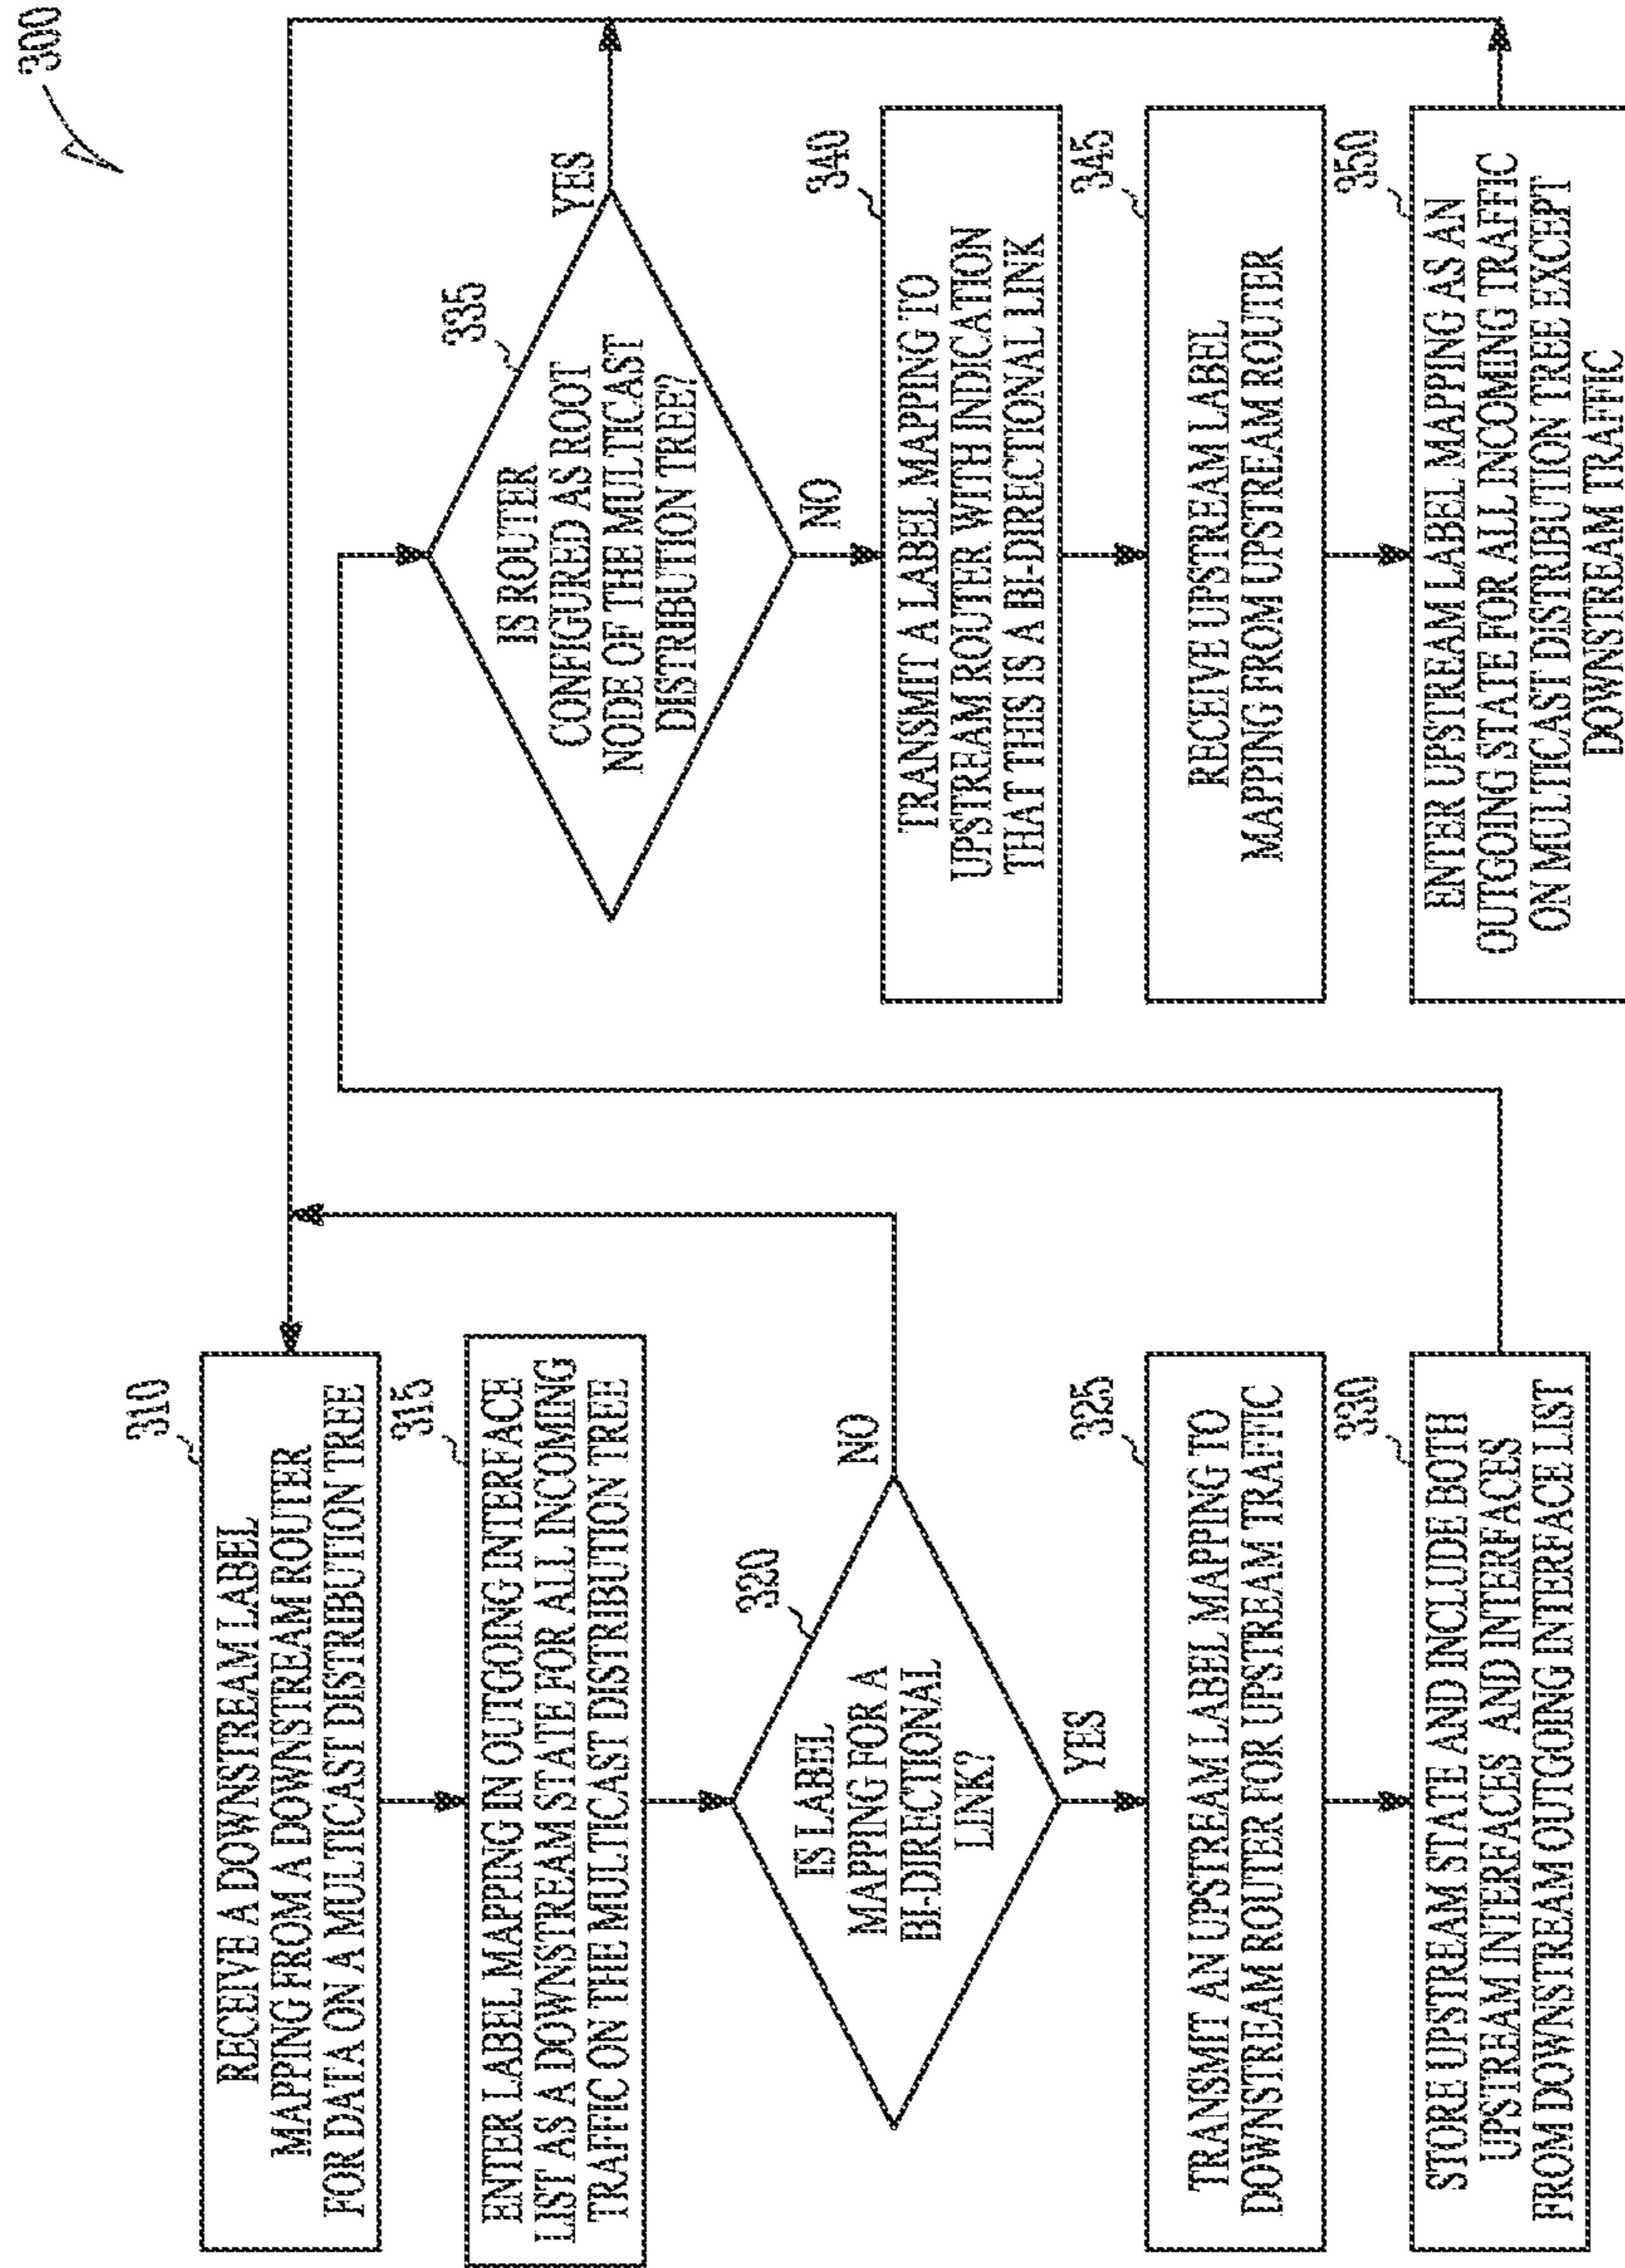 300
310
RECEIVE A DOWNSTREAM LABEL
MAPPING FROM A DOWNSTREAM ROUTER
FOR DATA ON A MULTICAST DISTRIBUTION TREE
315
ENTER LABEL MAPPING IN OUTGOING INTERFACE
LIST AS A DOWNSTREAM STATE FOR ALL INCOMING
TRAFFIC ON THE MULTICAST DISTRIBUTION TREE
320
IS LABEL
MAPPING FOR A
BI-DIRECTIONAL
LINK?
NO
YES
325
TRANSMIT AN UPSTREAM LABEL MAPPING TO
DOWNSTREAM ROUTER FOR UPSTREAM TRAFFIC
330
STORE UPSTREAM STATE AND INCLUDE BOTH
UPSTREAM INTERFACES AND INTERFACES
FROM DOWNSTREAM OUTGOING INTERFACE LIST
335
IS ROUTER
CONFIGURED AS ROOT
NODE OF THE MULTICAST
DISTRIBUTION TREE?
YES
NO
340
TRANSMIT A LABEL MAPPING TO
UPSTREAM ROUTER WITH INDICATION
THAT THIS IS A BI-DIRECTIONAL LINK
345
RECEIVE UPSTREAM LABEL
MAPPING FROM UPSTREAM ROUTER
350
ENTER UPSTREAM LABEL MAPPING AS AN
OUTGOING STATE FOR ALL INCOMING TRAFFIC
ON MULTICAST DISTRIBUTION TREE EXCEPT
DOWNSTREAM TRAFFIC